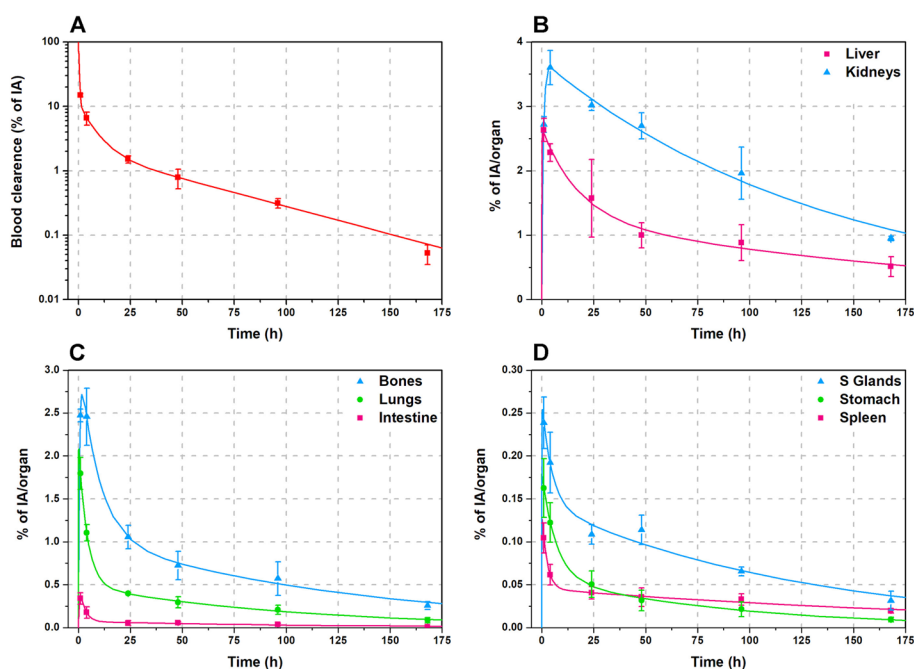 A
Blood clearence (% of IA)
100
10
1
0.1
0.01
0 25 50 75 100 125 150 175
Time (h)
B
% of IA/organ
4
3
2
1
0
0 25 50 75 100 125 150 175
Time (h)
Liver
Kidneys
C
% of IA/organ
3.0
2.5
2.0
1.5
1.0
0.5
0.0
0 25 50 75 100 125 150 175
Time (h)
Bones
Lungs
Intestine
D
% of IA/organ
0.30
0.25
0.20
0.15
0.10
0.05
0.00
0 25 50 75 100 125 150 175
Time (h)
S Glands
Stomach
Spleen